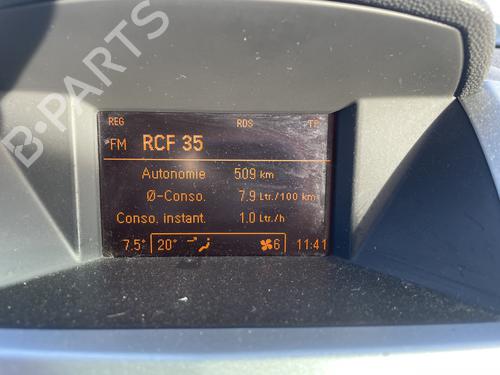 B-PARTS
REG RDS TP
FM RCF 35
Autonomie 509 km
Ø-Conso. 7.9 Ltr./100 km
Conso. instant. 1.0 Ltr./h
7.5° 20° 6 11:41